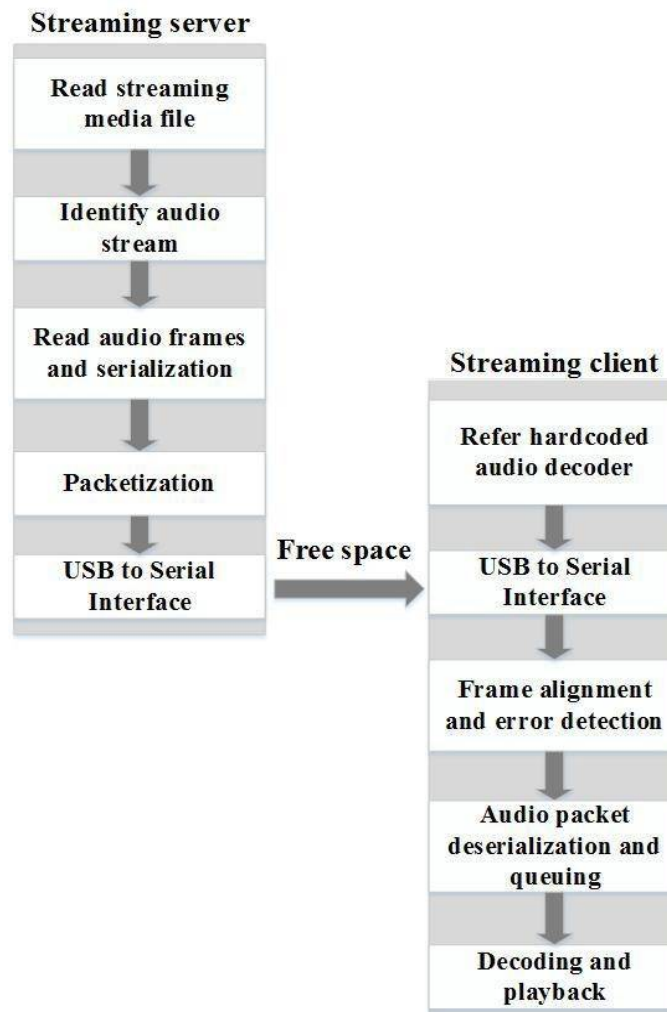 Streaming server
Read streaming
media file
Identify audio
stream
Read audio frames
and serialization
Packetization
USB to Serial
Interface
Free space
Streaming client
Refer hardcoded
audio decoder
USB to Serial
Interface
Frame alignment
and error detection
Audio packet
deserialization and
queuing
Decoding and
playback